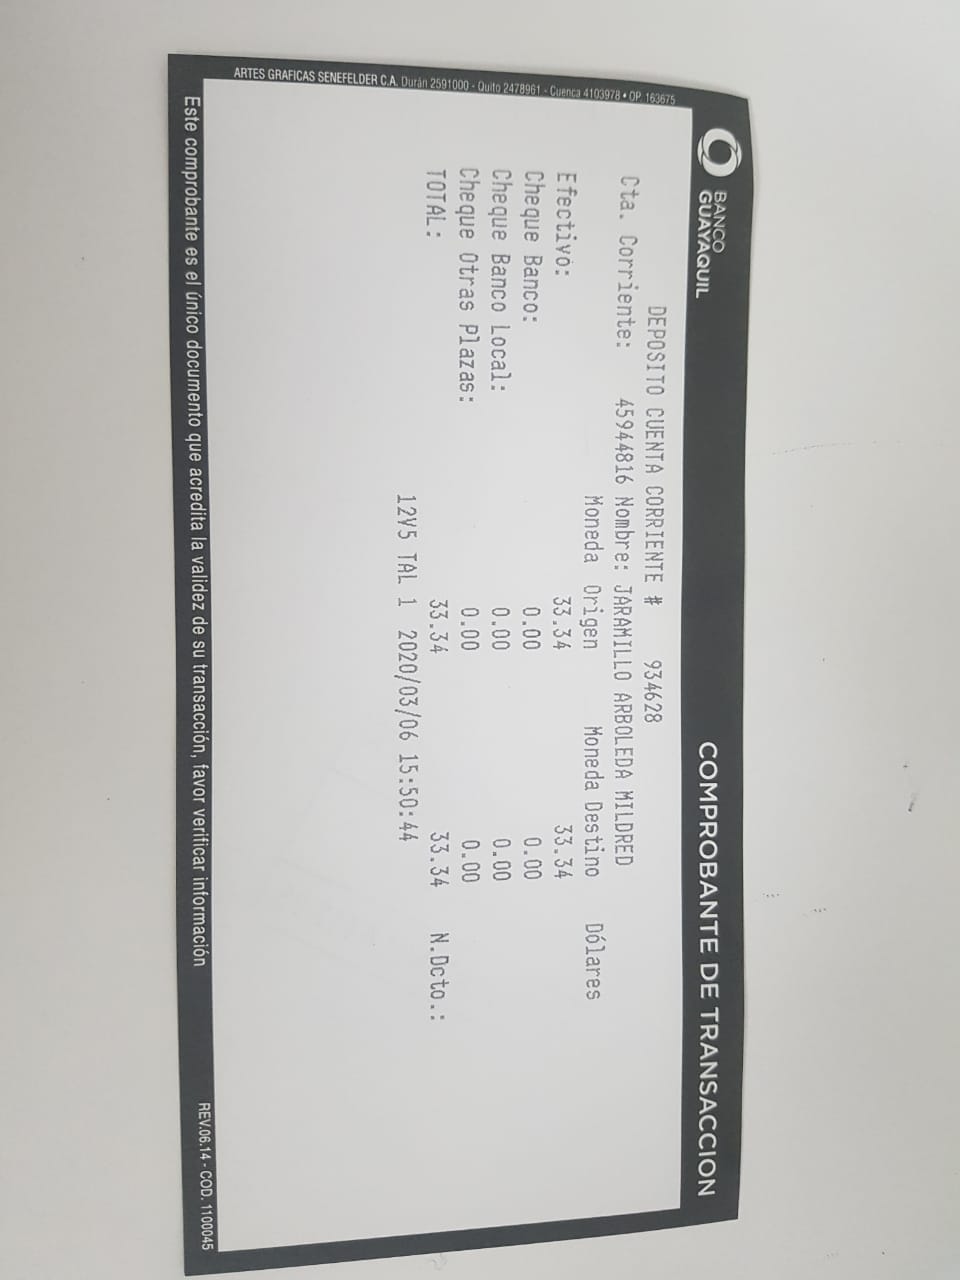 BANCO
GUAYAQUIL
COMPROBANTE DE TRANSACCION
DEPOSITO CUENTA CORRIENTE # 934628
Cta. Corriente: 45944816 Nombre: JARAMILLO ARBOLEDA MILDRED
Moneda Origen Moneda Destino Dólares
Efectivo: 33.34 33.34
Cheque Banco: 0.00 0.00
Cheque Banco Local: 0.00 0.00
Cheque Otras Plazas: 0.00 0.00
TOTAL: 33.34 33.34 N.Dcto.:
12V5 TAL 1 2020/03/06 15:50:44
ARTES GRAFICAS SENEFELDER C.A. Durán 2591000 - Quito 2478961 - Cuenca 4103978 • OP. 163675
Este comprobante es el único documento que acredita la validez de su transacción, favor verificar información
REV.06.14 - COD. 1100045